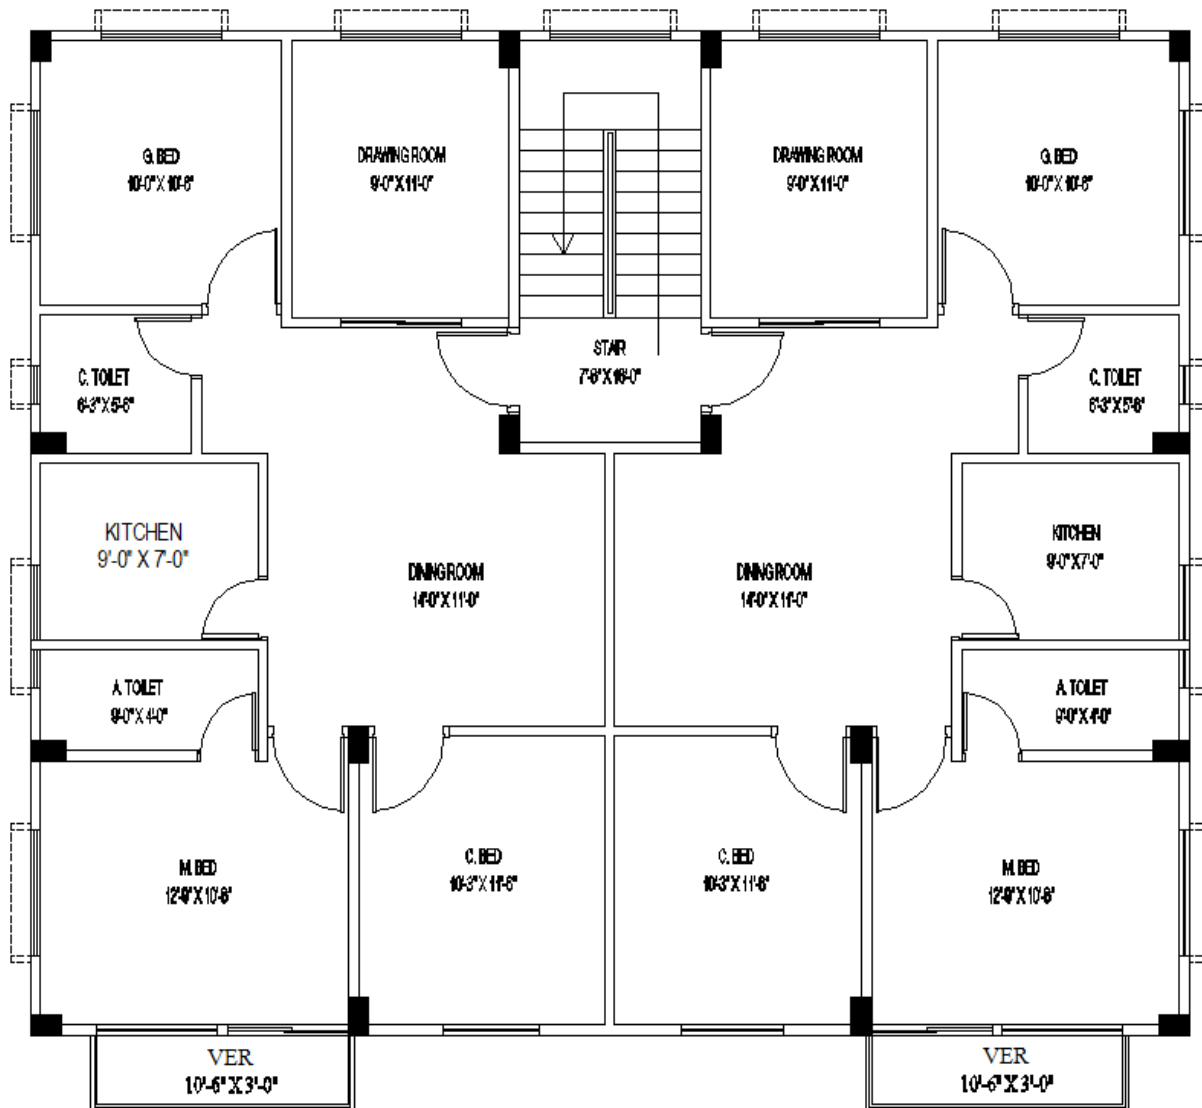 G. BED
10'-0" X 10'-6"
DRAWING ROOM
9'-0" X 11'-0"
DRAWING ROOM
9'-0" X 11'-0"
G. BED
10'-0" X 10'-6"
STAIR
7'-8" X 16'-0"
C. TOILET
6'-3" X 5'-6"
C. TOILET
6'-3" X 5'-6"
KITCHEN
9'-0" X 7'-0"
KITCHEN
9'-0" X 7'-0"
DINING ROOM
14'-0" X 11'-0"
DINING ROOM
14'-0" X 11'-0"
A. TOILET
9'-0" X 4'-0"
A. TOILET
9'-0" X 4'-0"
M. BED
12'-9" X 10'-6"
C. BED
10'-3" X 11'-6"
C. BED
10'-3" X 11'-6"
M. BED
12'-9" X 10'-6"
VER
10'-6" X 3'-0"
VER
10'-6" X 3'-0"